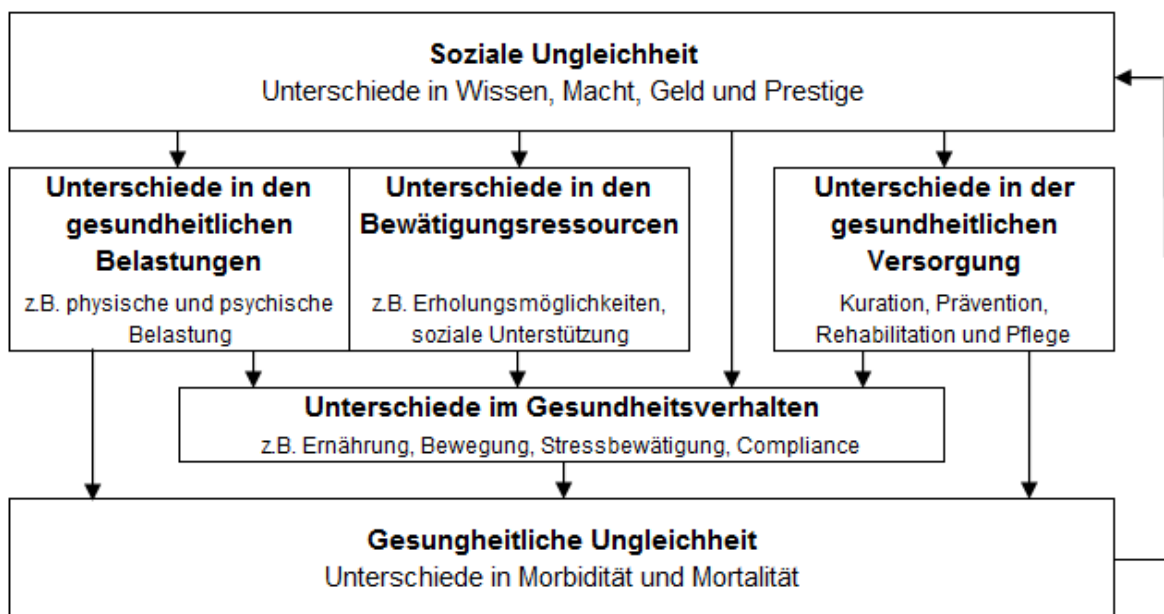 Soziale Ungleichheit
Unterschiede in Wissen, Macht, Geld und Prestige
Unterschiede in den
gesundheitlichen
Belastungen
z.B. physische und psychische
Belastung
Unterschiede in den
Bewätigungsressourcen
z.B. Erholungsmöglichkeiten,
soziale Unterstützung
Unterschiede in der
gesundheitlichen
Versorgung
Kuration, Prävention,
Rehabilitation und Pflege
Unterschiede im Gesundheitsverhalten
z.B. Ernährung, Bewegung, Stressbewätigung, Compliance
Gesungheitliche Ungleichheit
Unterschiede in Morbidität und Mortalität